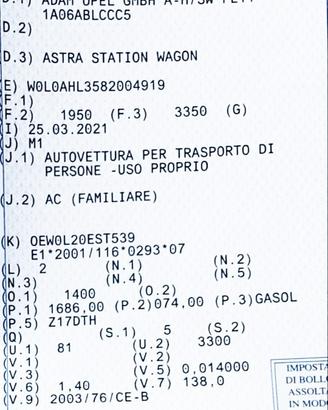 D.1) ADAM OPEL GMBH A-H/SW
1A06ABLCCC5
D.2)
D.3) ASTRA STATION WAGON
E) W0L0AHL3582004919
F.1)
F.2) 1950 (F.3) 3350 (G)
I) 25.03.2021
J) M1
J.1) AUTOVETTURA PER TRASPORTO DI
PERSONE -USO PROPRIO
(J.2) AC (FAMILIARE)
(K) OEW0L20EST539
E1*2001/116*0293*07
(L) 2 (N.1) (N.2)
(N.3) (N.4) (N.5)
(O.1) 1400 (O.2)
(P.1) 1686,00 (P.2)074,00 (P.3)GASOL
(P.5) Z17DTH
(Q) (S.1) 5 (S.2)
(U.1) 81 (U.2) 3300
(V.1) (V.2)
(V.3) (V.5) 0,014000
(V.6) 1,40 (V.7) 138,0
(V.9) 2003/76/CE-B
IMPOSTA
DI BOLLO
ASSOLTA
IN MODO